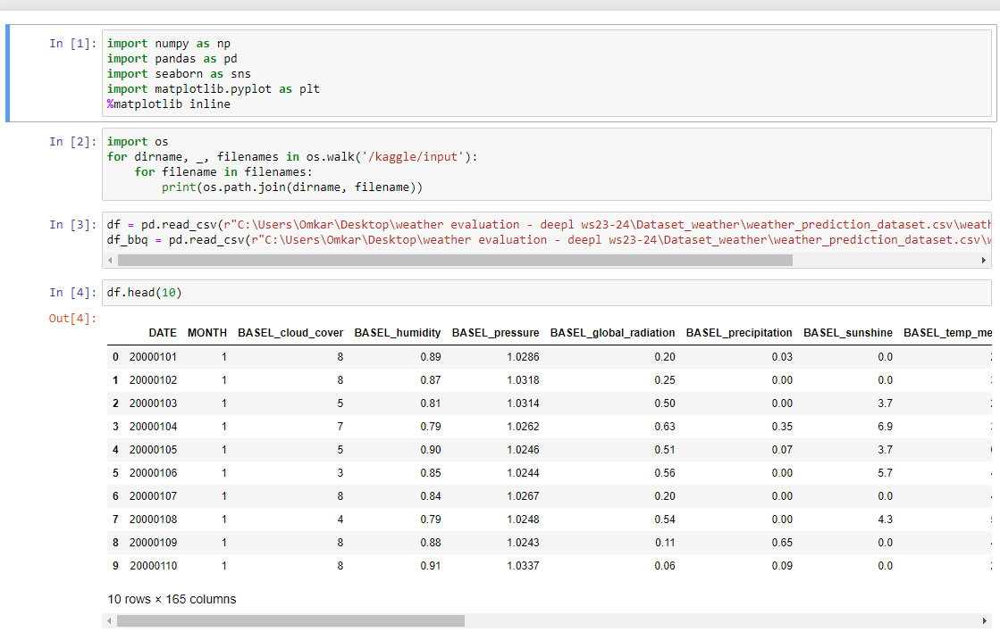 In [1]: import numpy as np
import pandas as pd
import seaborn as sns
import matplotlib.pyplot as plt
%matplotlib inline
In [2]: import os
for dirname, _, filenames in os.walk('/kaggle/input'):
    for filename in filenames:
        print(os.path.join(dirname, filename))
In [3]: df = pd.read_csv(r"C:\Users\Omkar\Desktop\weather evaluation - deepl ws23-24\Dataset_weather\weather_prediction_dataset.csv\weath
df_bbq = pd.read_csv(r"C:\Users\Omkar\Desktop\weather evaluation - deepl ws23-24\Dataset_weather\weather_prediction_dataset.csv\w
In [4]: df.head(10)
Out[4]:
DATE MONTH BASEL_cloud_cover BASEL_humidity BASEL_pressure BASEL_global_radiation BASEL_precipitation BASEL_sunshine BASEL_temp_me
0 20000101 1 8 0.89 1.0286 0.20 0.03 0.0
1 20000102 1 8 0.87 1.0318 0.25 0.00 0.0
2 20000103 1 5 0.81 1.0314 0.50 0.00 3.7
3 20000104 1 7 0.79 1.0262 0.63 0.35 6.9
4 20000105 1 5 0.90 1.0246 0.51 0.07 3.7
5 20000106 1 3 0.85 1.0244 0.56 0.00 5.7
6 20000107 1 8 0.84 1.0267 0.20 0.00 0.0
7 20000108 1 4 0.79 1.0248 0.54 0.00 4.3
8 20000109 1 8 0.88 1.0243 0.11 0.65 0.0
9 20000110 1 8 0.91 1.0337 0.06 0.09 0.0
10 rows × 165 columns